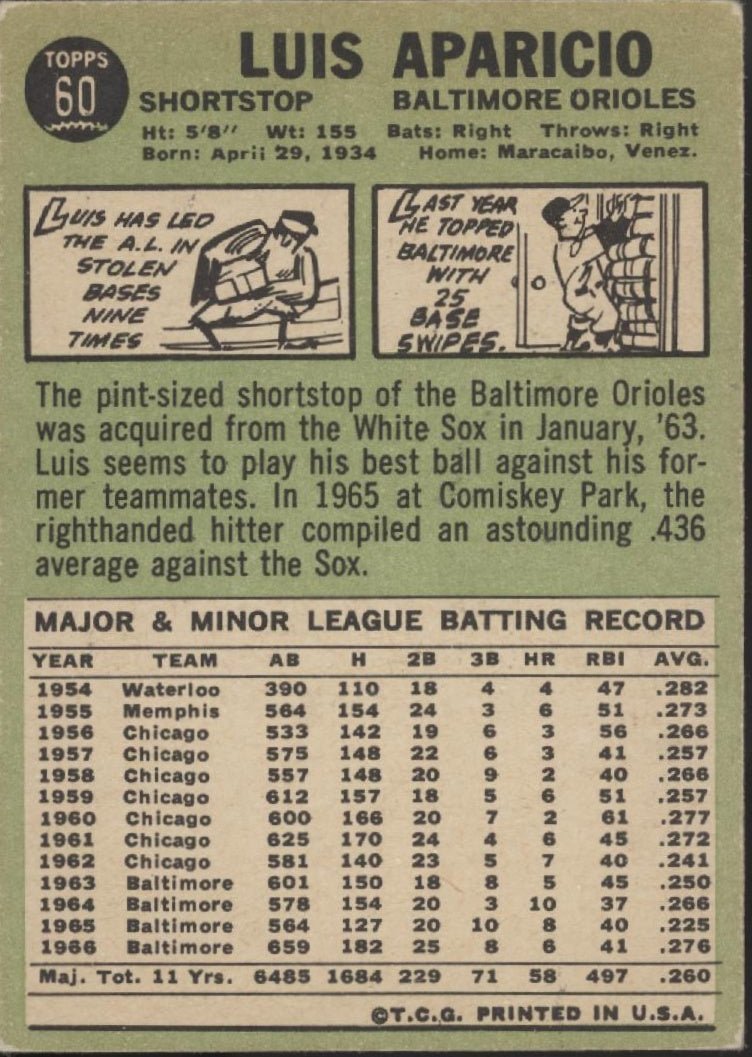 TOPPS
60
LUIS APARICIO
SHORTSTOP BALTIMORE ORIOLES
Ht: 5'8" Wt: 155 Bats: Right Throws: Right
Born: April 29, 1934 Home: Maracaibo, Venez.
LUIS HAS LED
THE A.L. IN
STOLEN
BASES
NINE
TIMES
LAST YEAR
HE TOPPED
BALTIMORE
WITH
25
BASE
SWIPES.
The pint-sized shortstop of the Baltimore Orioles
was acquired from the White Sox in January, '63.
Luis seems to play his best ball against his for-
mer teammates. In 1965 at Comiskey Park, the
righthanded hitter compiled an astounding .436
average against the Sox.
MAJOR & MINOR LEAGUE BATTING RECORD
YEAR TEAM AB H 2B 3B HR RBI AVG.
1954 Waterloo 390 110 18 4 4 47 .282
1955 Memphis 564 154 24 3 6 51 .273
1956 Chicago 533 142 19 6 3 56 .266
1957 Chicago 575 148 22 6 3 41 .257
1958 Chicago 557 148 20 9 2 40 .266
1959 Chicago 612 157 18 5 6 51 .257
1960 Chicago 600 166 20 7 2 61 .277
1961 Chicago 625 170 24 4 6 45 .272
1962 Chicago 581 140 23 5 7 40 .241
1963 Baltimore 601 150 18 8 5 45 .250
1964 Baltimore 578 154 20 3 10 37 .266
1965 Baltimore 564 127 20 10 8 40 .225
1966 Baltimore 659 182 25 8 6 41 .276
Maj. Tot. 11 Yrs. 6485 1684 229 71 58 497 .260
©T.C.G. PRINTED IN U.S.A.